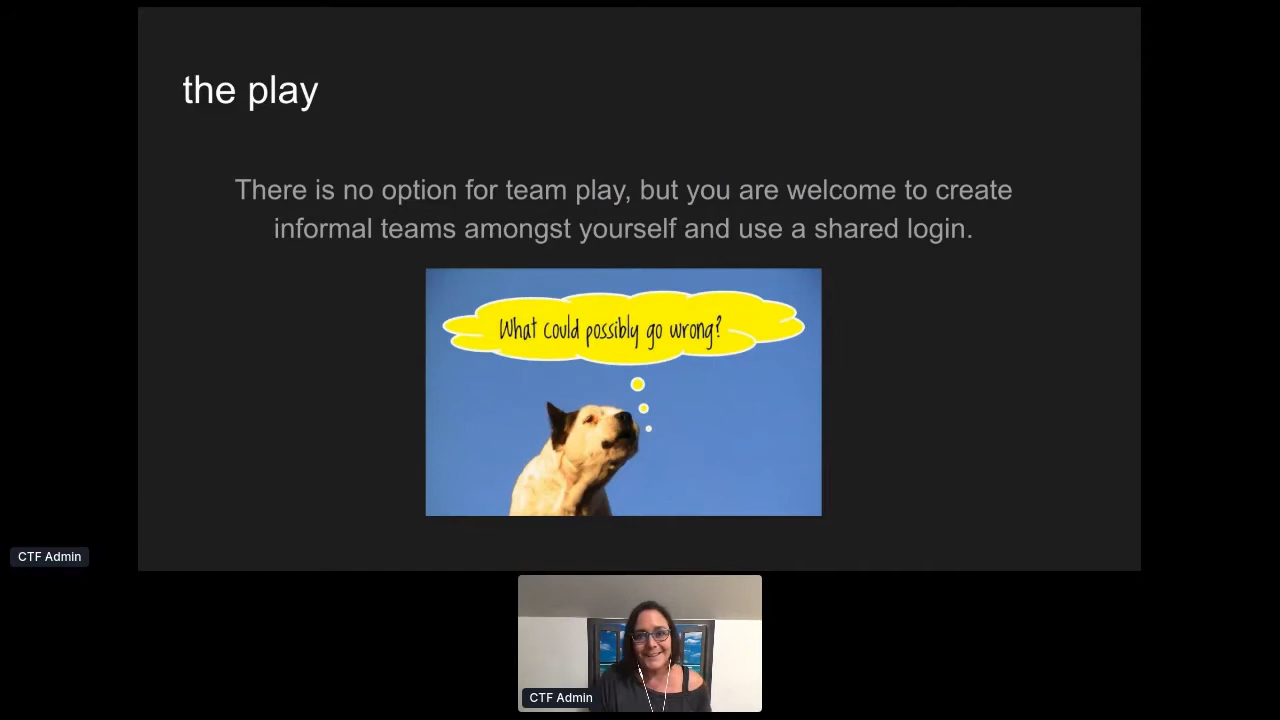 the play
There is no option for team play, but you are welcome to create
informal teams amongst yourself and use a shared login.
What could possibly go wrong?
CTF Admin
CTF Admin